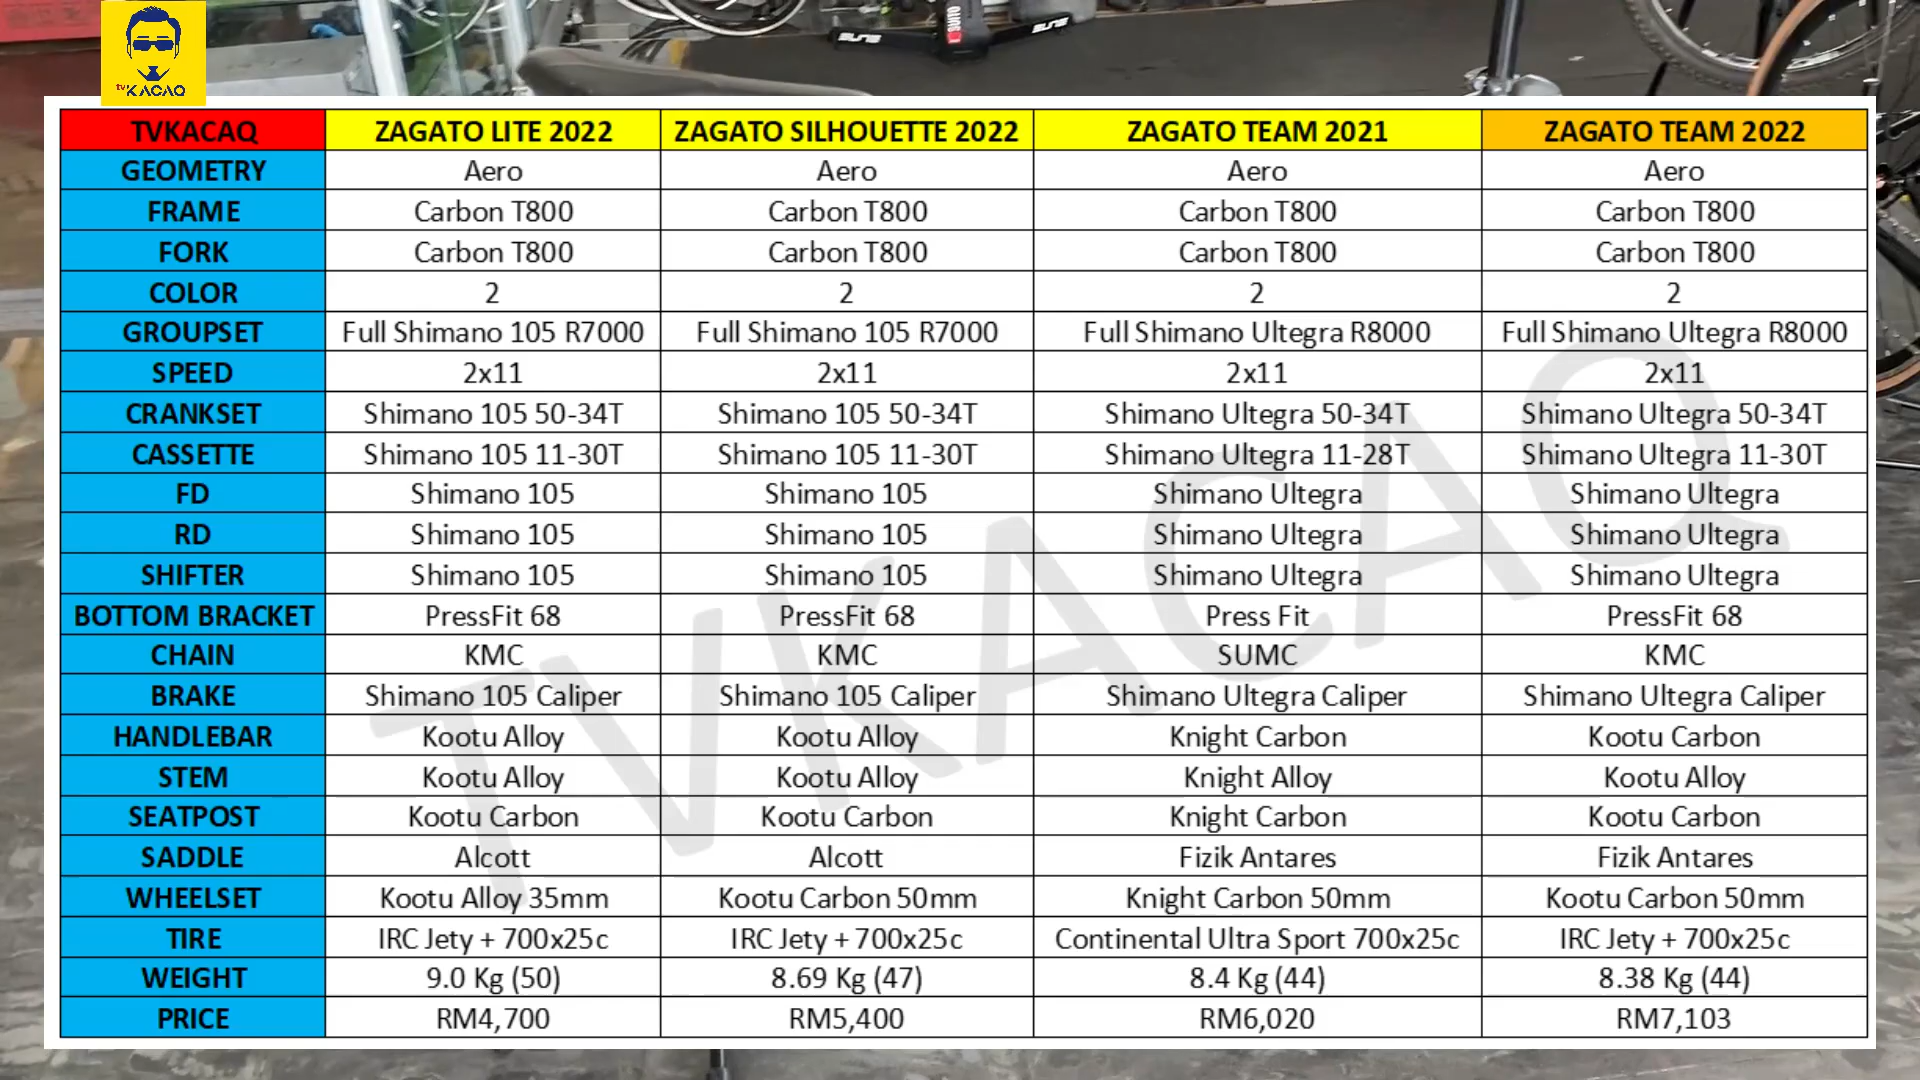 tvKACAQ
TVKACAQ ZAGATO LITE 2022 ZAGATO SILHOUETTE 2022 ZAGATO TEAM 2021 ZAGATO TEAM 2022
GEOMETRY Aero Aero Aero Aero
FRAME Carbon T800 Carbon T800 Carbon T800 Carbon T800
FORK Carbon T800 Carbon T800 Carbon T800 Carbon T800
COLOR 2 2 2 2
GROUPSET Full Shimano 105 R7000 Full Shimano 105 R7000 Full Shimano Ultegra R8000 Full Shimano Ultegra R8000
SPEED 2x11 2x11 2x11 2x11
CRANKSET Shimano 105 50-34T Shimano 105 50-34T Shimano Ultegra 50-34T Shimano Ultegra 50-34T
CASSETTE Shimano 105 11-30T Shimano 105 11-30T Shimano Ultegra 11-28T Shimano Ultegra 11-30T
FD Shimano 105 Shimano 105 Shimano Ultegra Shimano Ultegra
RD Shimano 105 Shimano 105 Shimano Ultegra Shimano Ultegra
SHIFTER Shimano 105 Shimano 105 Shimano Ultegra Shimano Ultegra
BOTTOM BRACKET PressFit 68 PressFit 68 Press Fit PressFit 68
CHAIN KMC KMC SUMC KMC
BRAKE Shimano 105 Caliper Shimano 105 Caliper Shimano Ultegra Caliper Shimano Ultegra Caliper
HANDLEBAR Kootu Alloy Kootu Alloy Knight Carbon Kootu Carbon
STEM Kootu Alloy Kootu Alloy Knight Alloy Kootu Alloy
SEATPOST Kootu Carbon Kootu Carbon Knight Carbon Kootu Carbon
SADDLE Alcott Alcott Fizik Antares Fizik Antares
WHEELSET Kootu Alloy 35mm Kootu Carbon 50mm Knight Carbon 50mm Kootu Carbon 50mm
TIRE IRC Jety + 700x25c IRC Jety + 700x25c Continental Ultra Sport 700x25c IRC Jety + 700x25c
WEIGHT 9.0 Kg (50) 8.69 Kg (47) 8.4 Kg (44) 8.38 Kg (44)
PRICE RM4,700 RM5,400 RM6,020 RM7,103
TVKACAQ